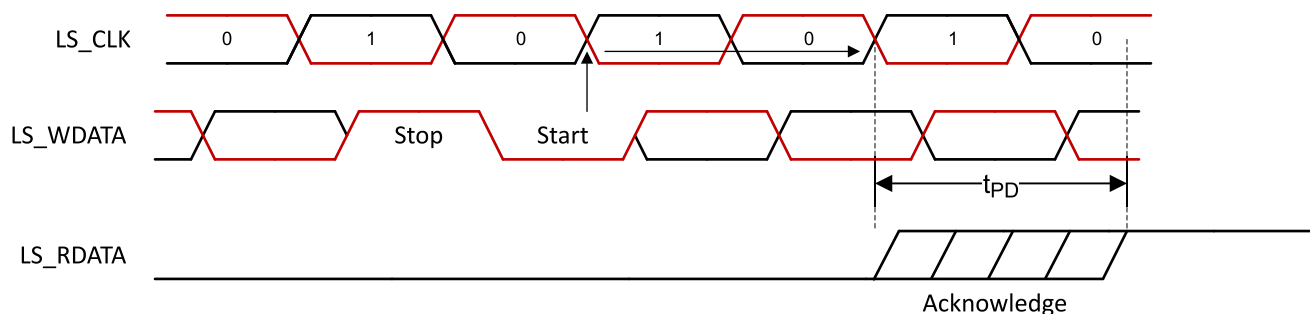 LS_CLK 0 1 0 1 0 1 0
LS_WDATA Stop Start
tPD
LS_RDATA
Acknowledge